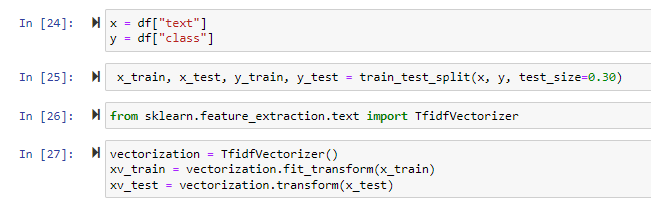 In [24]: x = df["text"]
y = df["class"]
In [25]: x_train, x_test, y_train, y_test = train_test_split(x, y, test_size=0.30)
In [26]: from sklearn.feature_extraction.text import TfidfVectorizer
In [27]: vectorization = TfidfVectorizer()
xv_train = vectorization.fit_transform(x_train)
xv_test = vectorization.transform(x_test)